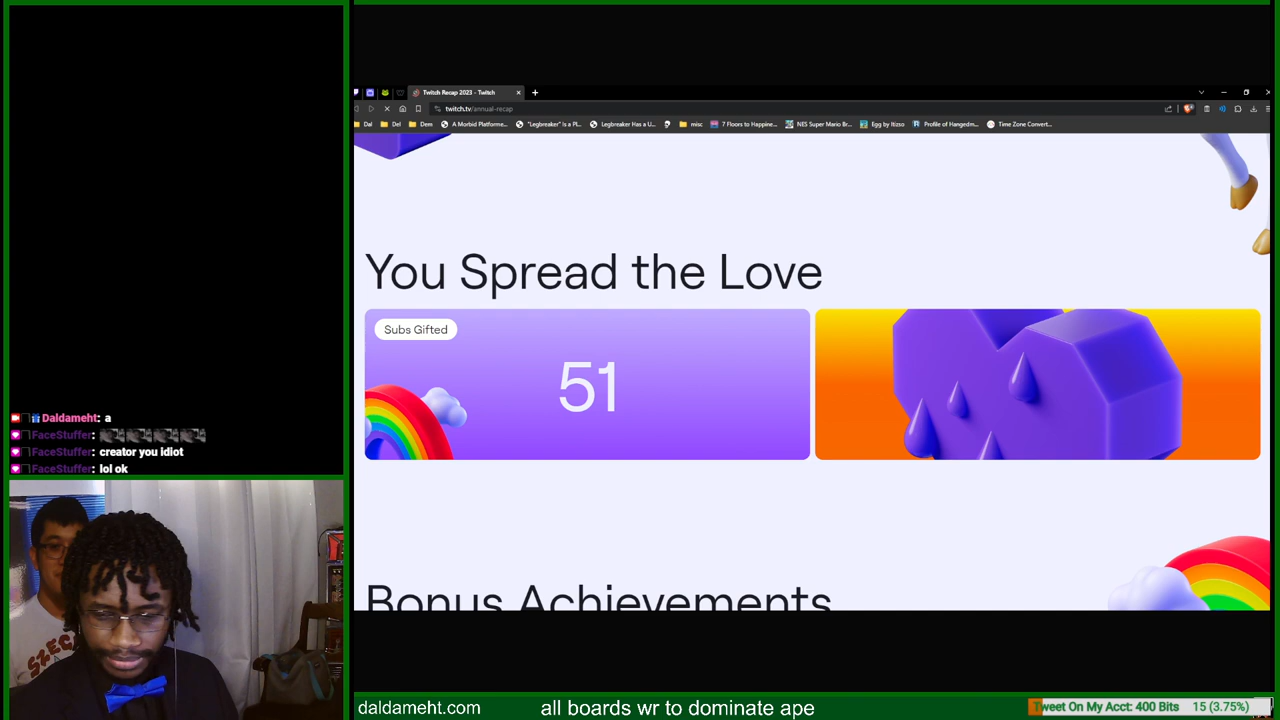 Twitch Recap 2023 - Twitch
twitch.tv/annual-recap
Dal
Del
Dem
A Morbid Platforme...
"Legbreaker" Is a Pl...
Legbreaker Has a U...
misc
7 Floors to Happine...
NES Super Mario Br...
Egg by Itizso
Profile of Hangedm...
Time Zone Convert...
You Spread the Love
Subs Gifted
51
Bonus Achievements
Daldameht: a
FaceStuffer:
FaceStuffer: creator you idiot
FaceStuffer: lol ok
daldameht.com
all boards wr to dominate ape
Tweet On My Acct: 400 Bits
15 (3.75%)